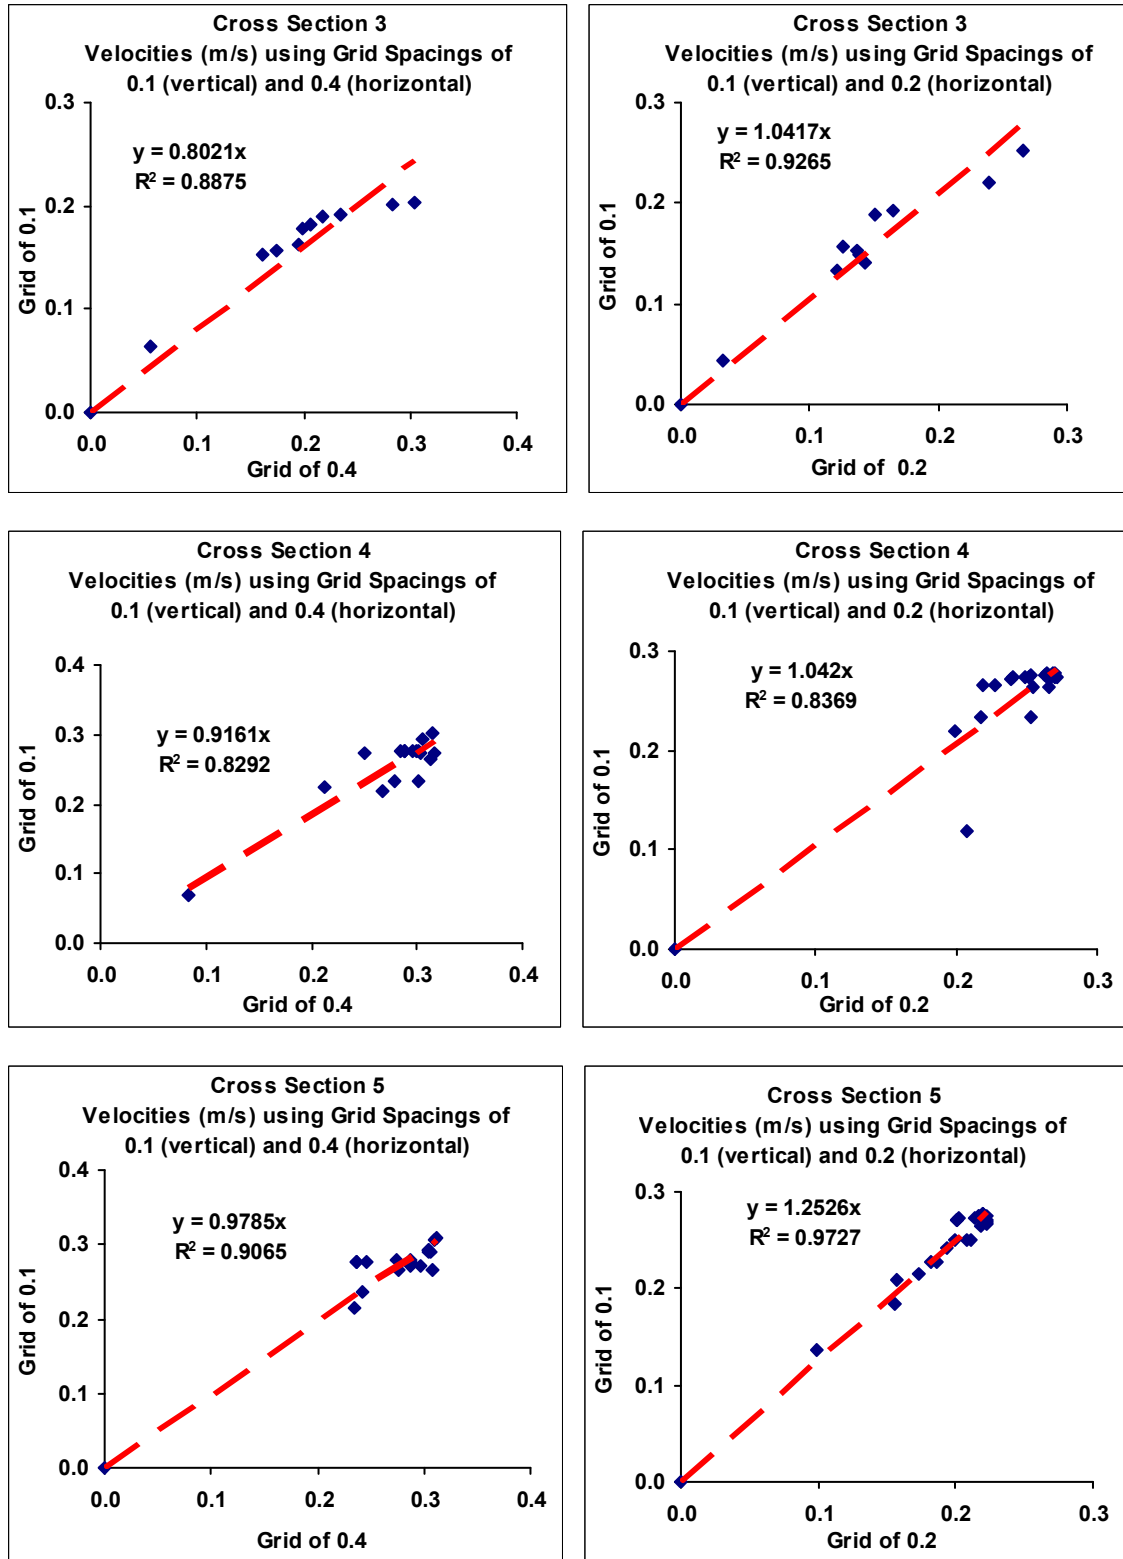 Cross Section 3
Velocities (m/s) using Grid Spacings of
0.1 (vertical) and 0.4 (horizontal)
0.3
y = 0.8021x
R² = 0.8875
0.2
Grid of 0.1
0.1
0.0
0.0 0.1 0.2 0.3 0.4
Grid of 0.4
Cross Section 3
Velocities (m/s) using Grid Spacings of
0.1 (vertical) and 0.2 (horizontal)
0.3
y = 1.0417x
R² = 0.9265
0.2
Grid of 0.1
0.1
0.0
0.0 0.1 0.2 0.3
Grid of 0.2
Cross Section 4
Velocities (m/s) using Grid Spacings of
0.1 (vertical) and 0.4 (horizontal)
0.4
y = 0.9161x
R² = 0.8292
0.3
0.2
Grid of 0.1
0.1
0.0
0.0 0.1 0.2 0.3 0.4
Grid of 0.4
Cross Section 4
Velocities (m/s) using Grid Spacings of
0.1 (vertical) and 0.2 (horizontal)
0.3
y = 1.042x
R² = 0.8369
0.2
Grid of 0.1
0.1
0.0
0.0 0.1 0.2 0.3
Grid of 0.2
Cross Section 5
Velocities (m/s) using Grid Spacings of
0.1 (vertical) and 0.4 (horizontal)
0.4
y = 0.9785x
R² = 0.9065
0.3
0.2
Grid of 0.1
0.1
0.0
0.0 0.1 0.2 0.3 0.4
Grid of 0.4
Cross Section 5
Velocities (m/s) using Grid Spacings of
0.1 (vertical) and 0.2 (horizontal)
0.3
y = 1.2526x
R² = 0.9727
0.2
Grid of 0.1
0.1
0.0
0.0 0.1 0.2 0.3
Grid of 0.2